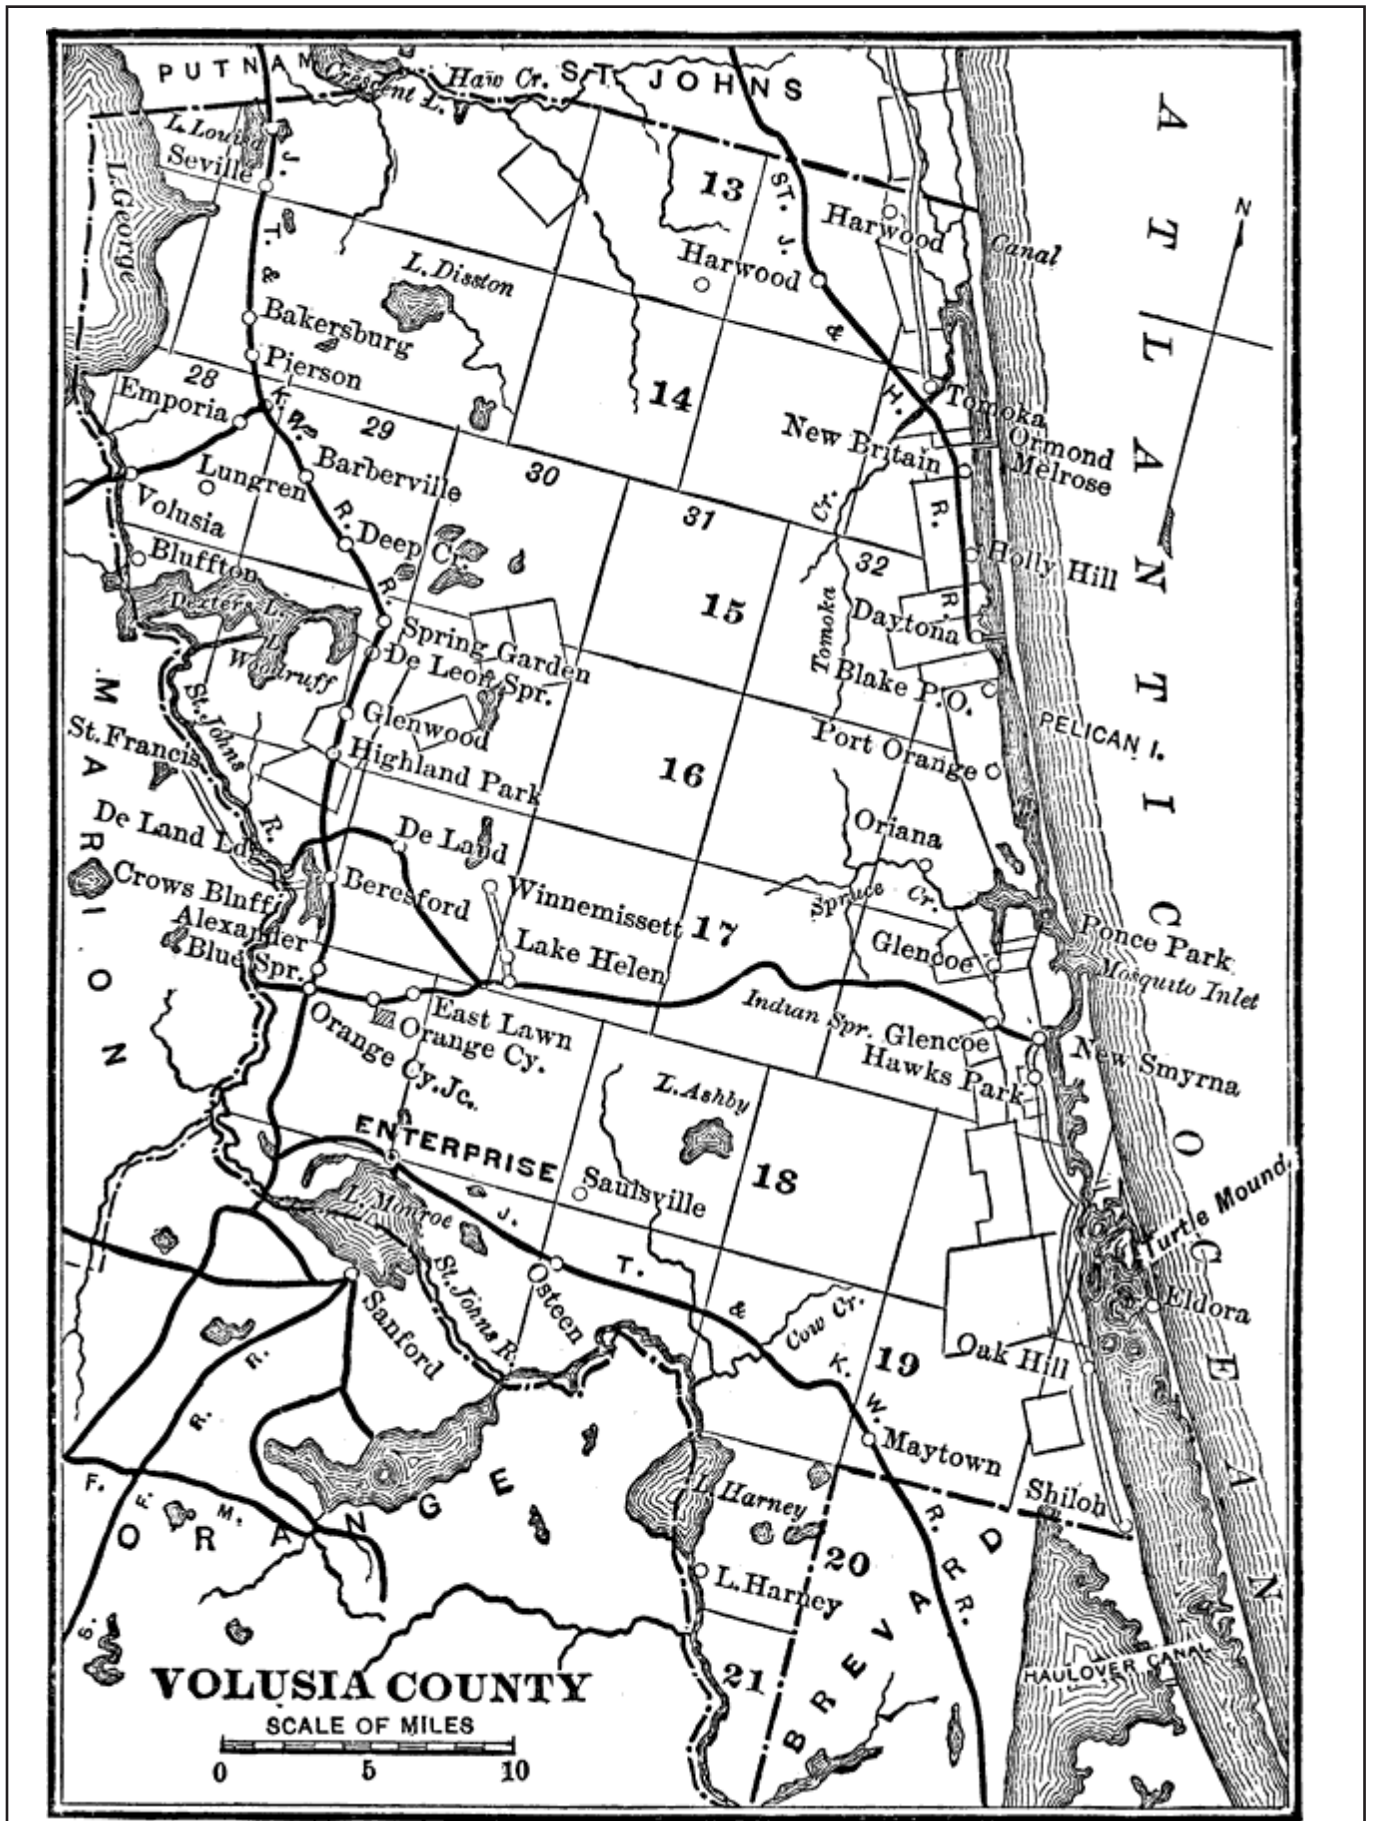 PUTNAM
Crescent L.
Haw Cr.
ST. JOHNS
ATLANTIC OCEAN
L. Louisa
Seville
J. T. & K. W. R. R.
L. George
13
ST. J. & H. R. R.
Harwood
Harwood
Canal
N
L. Disston
Bakersburg
Pierson
28
Emporia
29
14
Tomoka
New Britain
Ormond
Melrose
Barberville
Lungren
30
Volusia
31
Cr.
Deep Cr.
Bluffton
32
Holly Hill
Dexters L.
L. Woodruff
15
Tomoka
Daytona
Spring Garden
De Leon Spr.
Blake P.O.
MARION
St. Johns R.
Glenwood
PELICAN I.
St. Francis
Highland Park
16
Port Orange
De Land Ld.
De Land
Oriana
Crows Bluff
Beresford
Winnemissett
Spruce Cr.
Alexander
17
Ponce Park
Blue Spr.
Lake Helen
Glencoe
Mosquito Inlet
East Lawn
Indian Spr.
Glencoe
Orange Cy.
Orange Cy. Jc.
Hawks Park
New Smyrna
L. Ashby
ENTERPRISE
18
Saulsville
L. Monroe
Turtle Mound
J. T. & K. W. R. R.
St. Johns R.
Osteen
Sanford
Cow Cr.
Eldora
19
Oak Hill
R. R.
Maytown
L. Harney
Shiloh
S. F.
F. M.
ORANGE
20
L. Harney
BREVARD
21
HAULOVER CANAL
VOLUSIA COUNTY
SCALE OF MILES
0 5 10